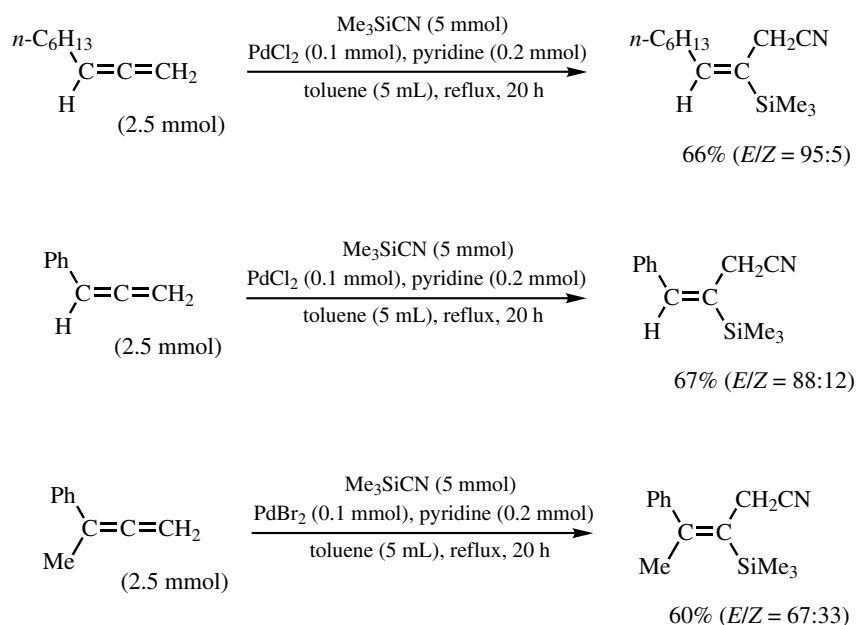 Me₃SiCN (5 mmol)
n-C₆H₁₃ PdCl₂ (0.1 mmol), pyridine (0.2 mmol) n-C₆H₁₃ CH₂CN
C=C=CH₂ C=C
H toluene (5 mL), reflux, 20 h H SiMe₃
(2.5 mmol)
66% (E/Z = 95:5)
Me₃SiCN (5 mmol)
Ph PdCl₂ (0.1 mmol), pyridine (0.2 mmol) Ph CH₂CN
C=C=CH₂ C=C
H toluene (5 mL), reflux, 20 h H SiMe₃
(2.5 mmol)
67% (E/Z = 88:12)
Me₃SiCN (5 mmol)
Ph PdBr₂ (0.1 mmol), pyridine (0.2 mmol) Ph CH₂CN
C=C=CH₂ C=C
Me toluene (5 mL), reflux, 20 h Me SiMe₃
(2.5 mmol)
60% (E/Z = 67:33)